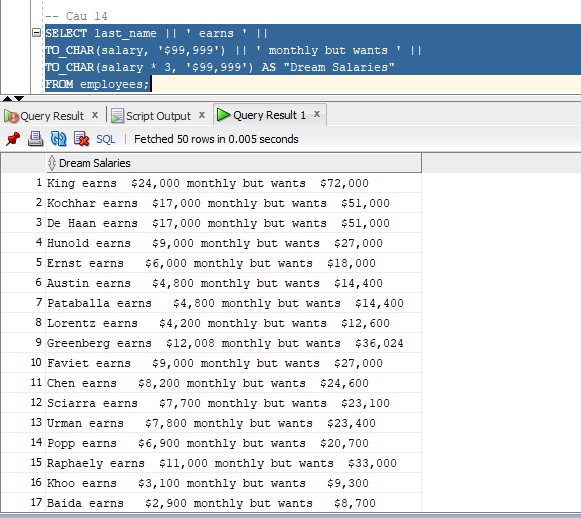 -- Cau 14
SELECT last_name || ' earns ' ||
TO_CHAR(salary, '$99,999') || ' monthly but wants ' ||
TO_CHAR(salary * 3, '$99,999') AS "Dream Salaries"
FROM employees;
Query Result x Script Output x Query Result 1 x
SQL | Fetched 50 rows in 0.005 seconds
Dream Salaries
1 King earns  $24,000 monthly but wants  $72,000
2 Kochhar earns  $17,000 monthly but wants  $51,000
3 De Haan earns  $17,000 monthly but wants  $51,000
4 Hunold earns   $9,000 monthly but wants  $27,000
5 Ernst earns   $6,000 monthly but wants  $18,000
6 Austin earns   $4,800 monthly but wants  $14,400
7 Pataballa earns   $4,800 monthly but wants  $14,400
8 Lorentz earns   $4,200 monthly but wants  $12,600
9 Greenberg earns  $12,008 monthly but wants  $36,024
10 Faviet earns   $9,000 monthly but wants  $27,000
11 Chen earns   $8,200 monthly but wants  $24,600
12 Sciarra earns   $7,700 monthly but wants  $23,100
13 Urman earns   $7,800 monthly but wants  $23,400
14 Popp earns   $6,900 monthly but wants  $20,700
15 Raphaely earns  $11,000 monthly but wants  $33,000
16 Khoo earns   $3,100 monthly but wants   $9,300
17 Baida earns   $2,900 monthly but wants   $8,700